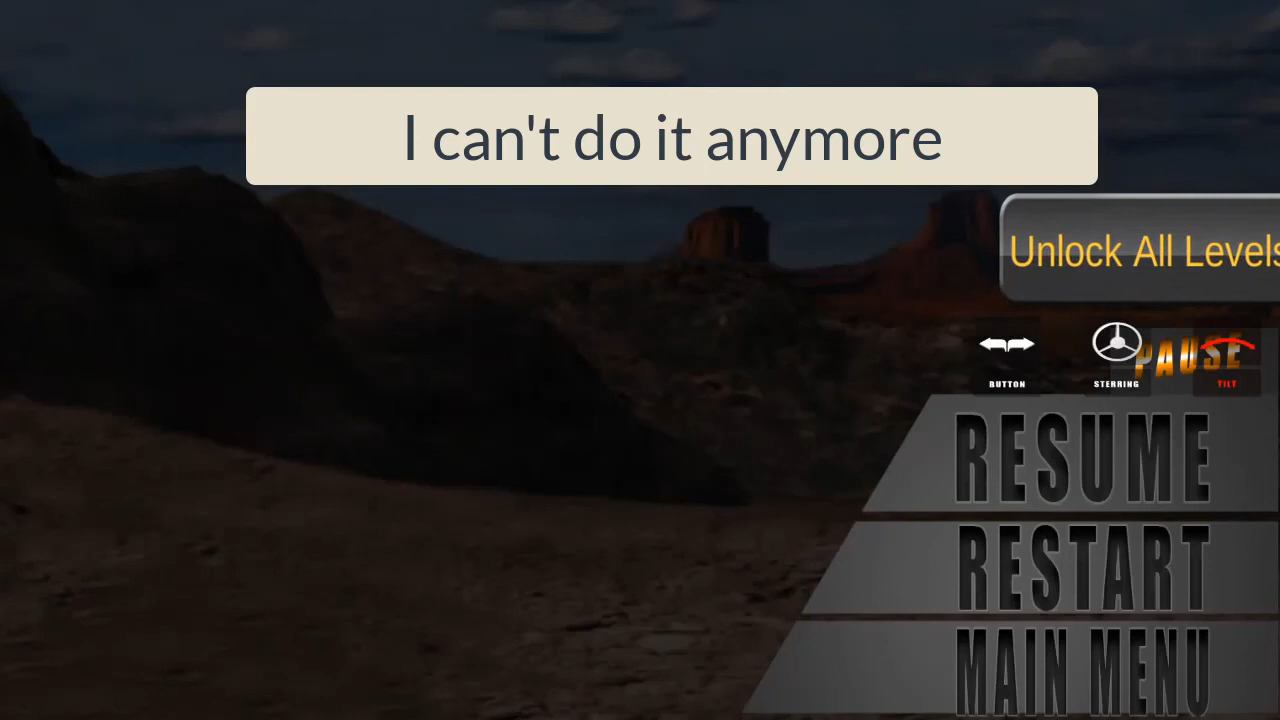 I can't do it anymore
Unlock All Levels
PAUSE
BUTTON
STERRING
TILT
RESUME
RESTART
MAIN MENU